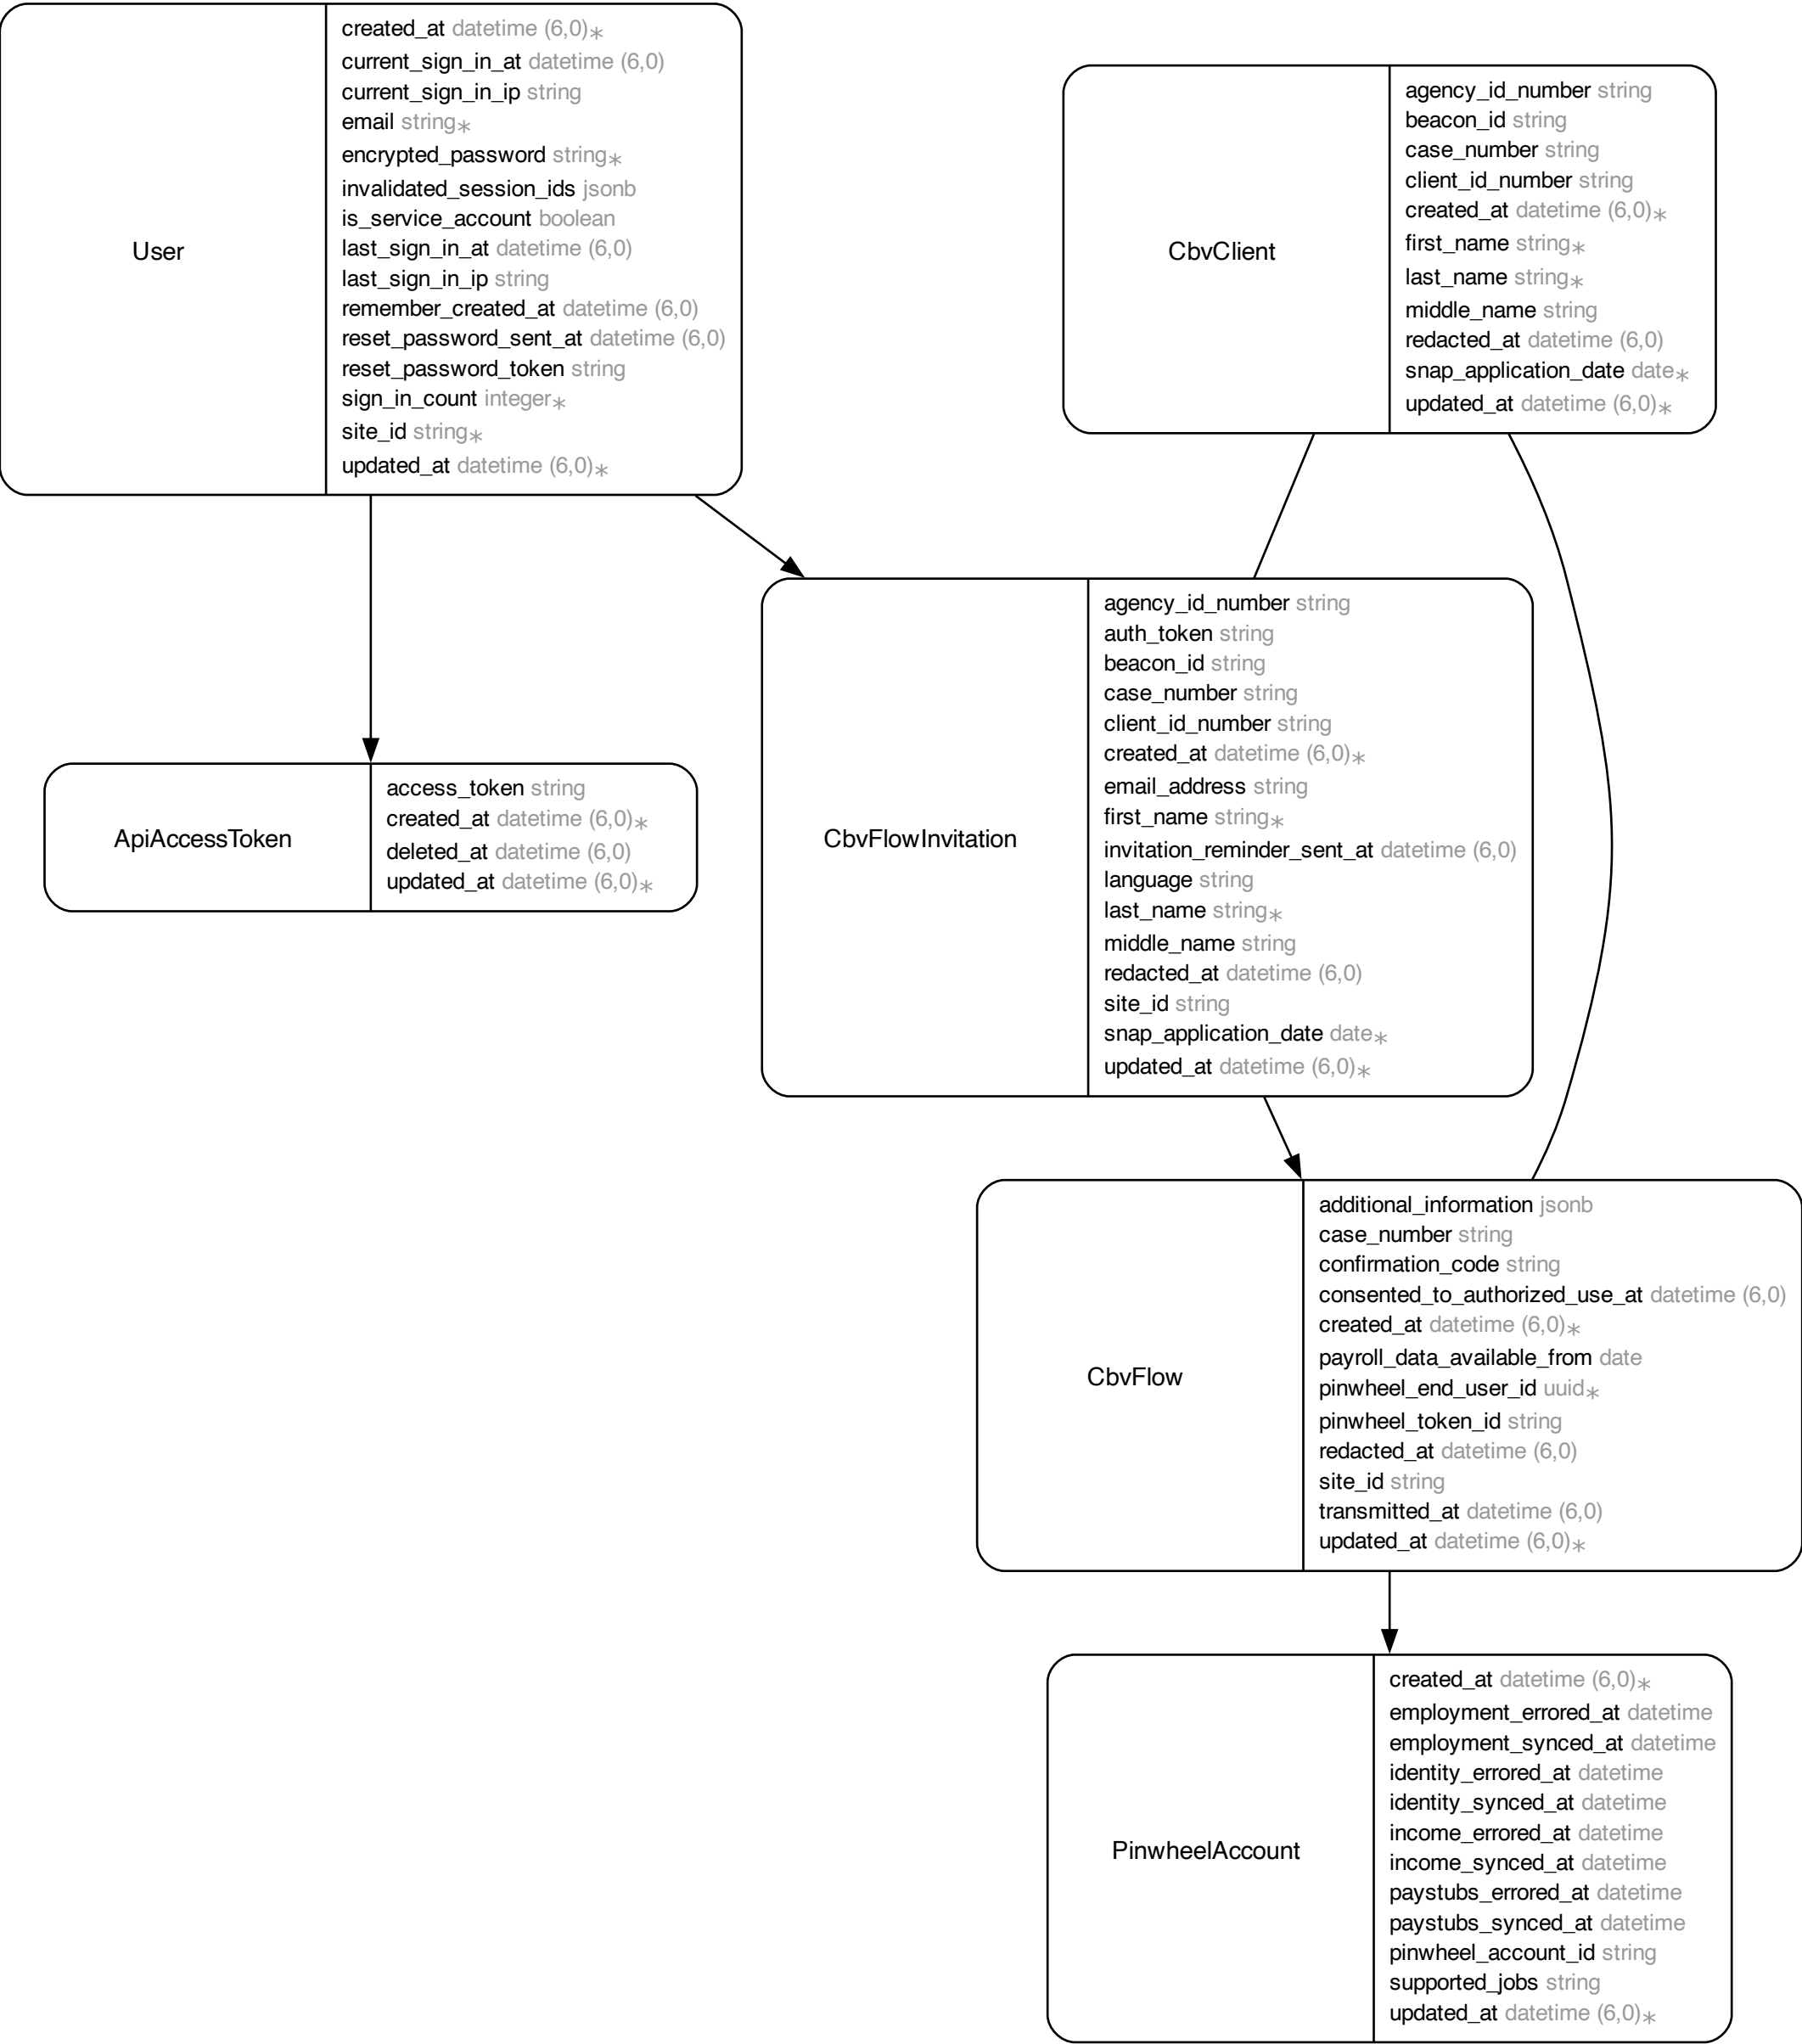 User
created_at datetime (6,0)*
current_sign_in_at datetime (6,0)
current_sign_in_ip string
email string*
encrypted_password string*
invalidated_session_ids jsonb
is_service_account boolean
last_sign_in_at datetime (6,0)
last_sign_in_ip string
remember_created_at datetime (6,0)
reset_password_sent_at datetime (6,0)
reset_password_token string
sign_in_count integer*
site_id string*
updated_at datetime (6,0)*
CbvClient
agency_id_number string
beacon_id string
case_number string
client_id_number string
created_at datetime (6,0)*
first_name string*
last_name string*
middle_name string
redacted_at datetime (6,0)
snap_application_date date*
updated_at datetime (6,0)*
ApiAccessToken
access_token string
created_at datetime (6,0)*
deleted_at datetime (6,0)
updated_at datetime (6,0)*
CbvFlowInvitation
agency_id_number string
auth_token string
beacon_id string
case_number string
client_id_number string
created_at datetime (6,0)*
email_address string
first_name string*
invitation_reminder_sent_at datetime (6,0)
language string
last_name string*
middle_name string
redacted_at datetime (6,0)
site_id string
snap_application_date date*
updated_at datetime (6,0)*
CbvFlow
additional_information jsonb
case_number string
confirmation_code string
consented_to_authorized_use_at datetime (6,0)
created_at datetime (6,0)*
payroll_data_available_from date
pinwheel_end_user_id uuid*
pinwheel_token_id string
redacted_at datetime (6,0)
site_id string
transmitted_at datetime (6,0)
updated_at datetime (6,0)*
PinwheelAccount
created_at datetime (6,0)*
employment_errored_at datetime
employment_synced_at datetime
identity_errored_at datetime
identity_synced_at datetime
income_errored_at datetime
income_synced_at datetime
paystubs_errored_at datetime
paystubs_synced_at datetime
pinwheel_account_id string
supported_jobs string
updated_at datetime (6,0)*